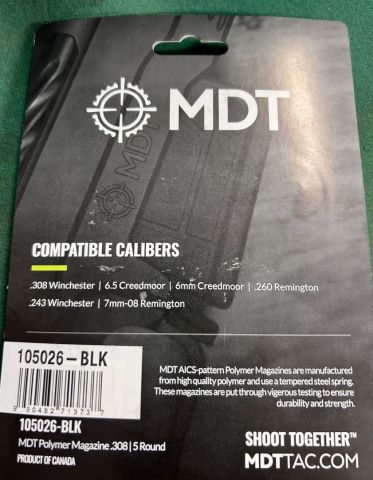 MDT
MDT
COMPATIBLE CALIBERS
.308 Winchester | 6.5 Creedmoor | 6mm Creedmoor | .260 Remington
.243 Winchester | 7mm-08 Remington
105026-BLK
MDT AICS-pattern Polymer Magazines are manufactured
from high quality polymer and use a tempered steel spring.
These magazines are put through vigerous testing to ensure
durability and strength.
105026-BLK
MDT Polymer Magazine .308 | 5 Round
PRODUCT OF CANADA
SHOOT TOGETHER™
MDTTAC.COM